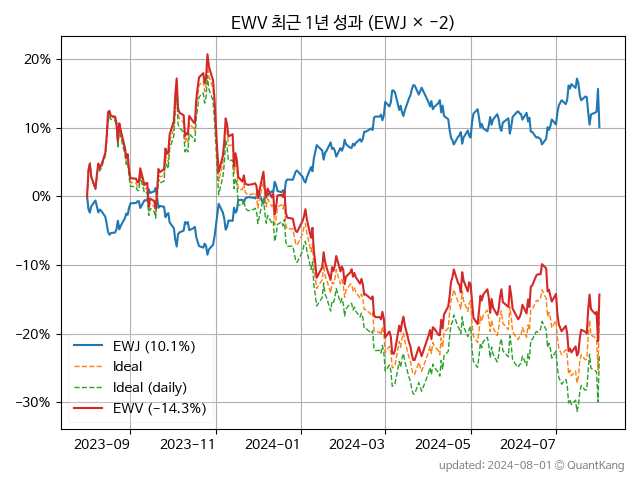 EWV 최근 1년 성과 (EWJ × −2)
20%
10%
0%
−10%
−20%
−30%
EWJ (10.1%)
Ideal
Ideal (daily)
EWV (−14.3%)
2023-09
2023-11
2024-01
2024-03
2024-05
2024-07
updated: 2024-08-01 © QuantKang